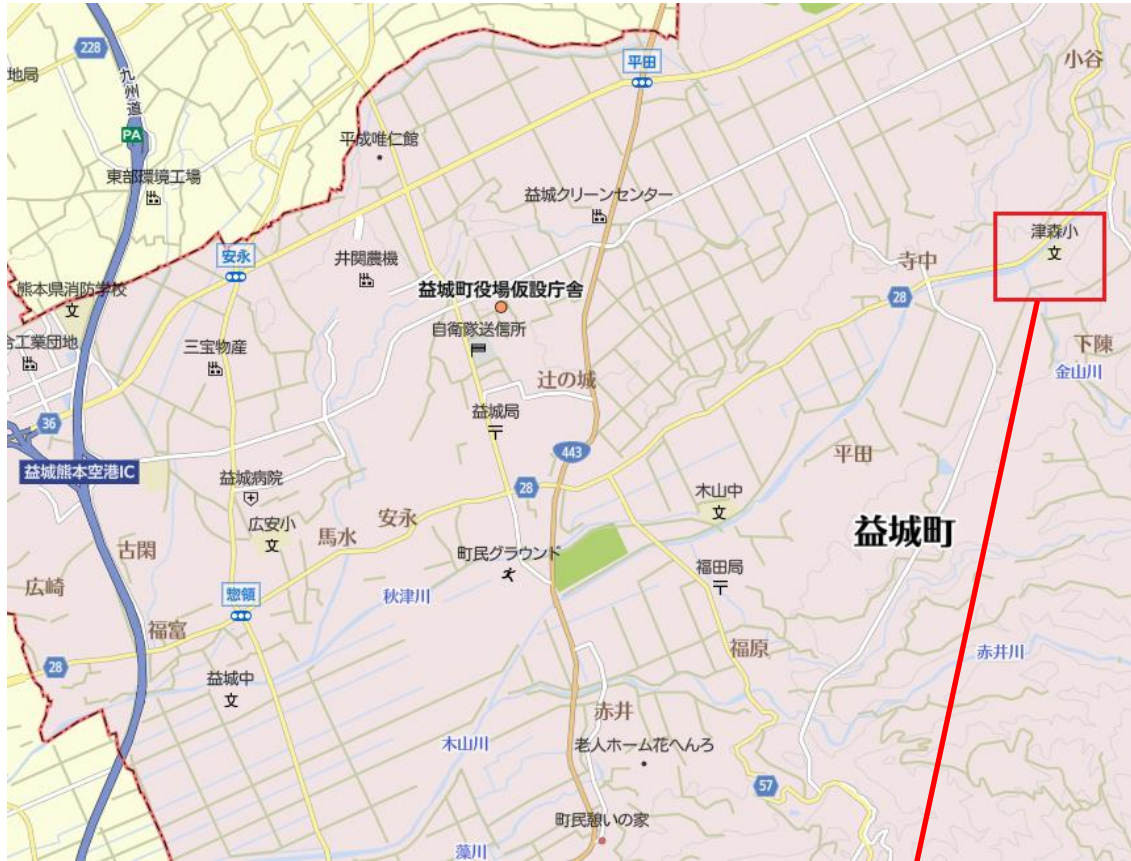 228
地局
九州道
PA
東部環境工場
平成唯仁館
平田
小谷
益城クリーンセンター
津森小
文
安永
井関農機
寺中
熊本県消防学校
文
益城町役場仮設庁舎
28
合工業団地
三宝物産
自衛隊送信所
下陳
辻の城
金山川
36
益城局
443
平田
益城熊本空港IC
益城病院
28
木山中
文
広安小
文
馬水
安永
益城町
古閑
町民グラウンド
福田局
広崎
惣領
秋津川
福富
28
福原
赤井川
益城中
文
赤井
木山川
老人ホーム花へんろ
57
町民憩いの家
藻川